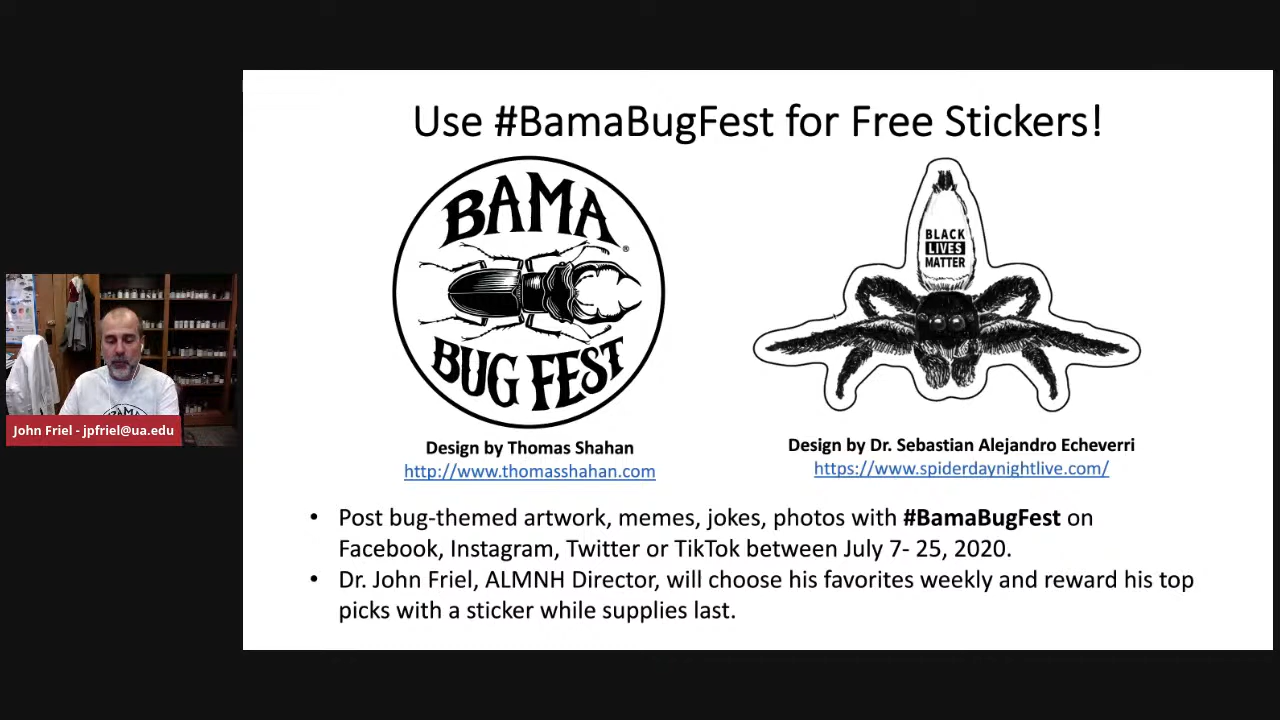 Use #BamaBugFest for Free Stickers!
BAMA
BUG FEST
®
BLACK
LIVES
MATTER
Design by Thomas Shahan
http://www.thomasshahan.com
Design by Dr. Sebastian Alejandro Echeverri
https://www.spiderdaynightlive.com/
• Post bug-themed artwork, memes, jokes, photos with #BamaBugFest on
Facebook, Instagram, Twitter or TikTok between July 7- 25, 2020.
• Dr. John Friel, ALMNH Director, will choose his favorites weekly and reward his top
picks with a sticker while supplies last.
BAMA
John Friel - jpfriel@ua.edu